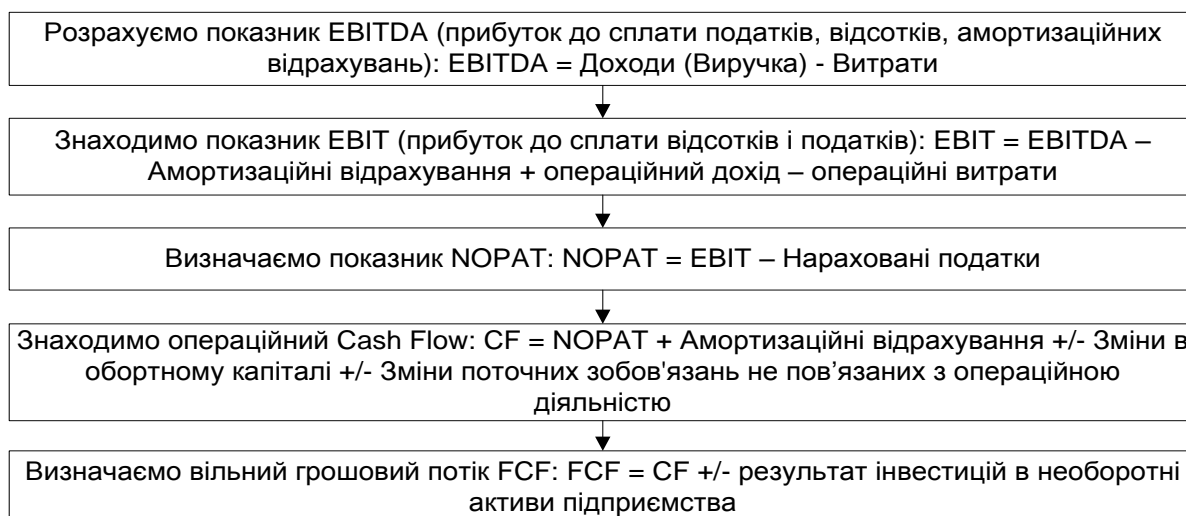 Розрахуємо показник EBITDA (прибуток до сплати податків, відсотків, амортизаційних
відрахувань): EBITDA = Доходи (Виручка) - Витрати
Знаходимо показник EBIT (прибуток до сплати відсотків і податків): EBIT = EBITDA –
Амортизаційні відрахування + операційний дохід – операційні витрати
Визначаємо показник NOPAT: NOPAT = EBIT – Нараховані податки
Знаходимо операційний Cash Flow: CF = NOPAT + Амортизаційні відрахування +/- Зміни в
обортному капіталі +/- Зміни поточних зобов'язань не пов’язаних з операційною
діяльністю
Визначаємо вільний грошовий потік FCF: FCF = CF +/- результат інвестицій в необоротні
активи підприємства